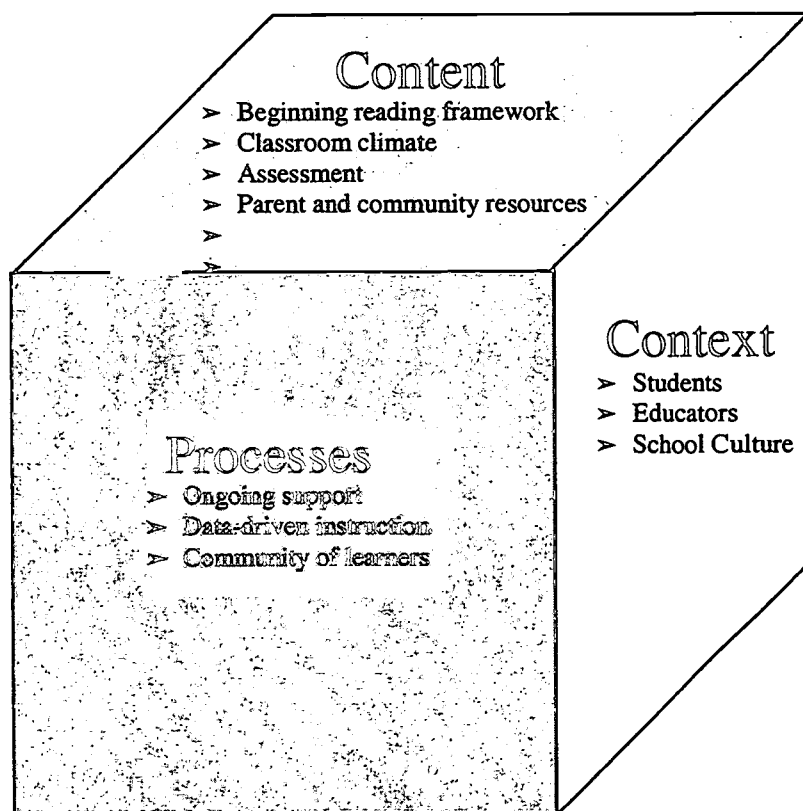 Content
➢ Beginning reading framework
➢ Classroom climate
➢ Assessment
➢ Parent and community resources
➢
➢
Context
➢ Students
➢ Educators
➢ School Culture
Processes
➢ Ongoing support
➢ Data-driven instruction
➢ Community of learners